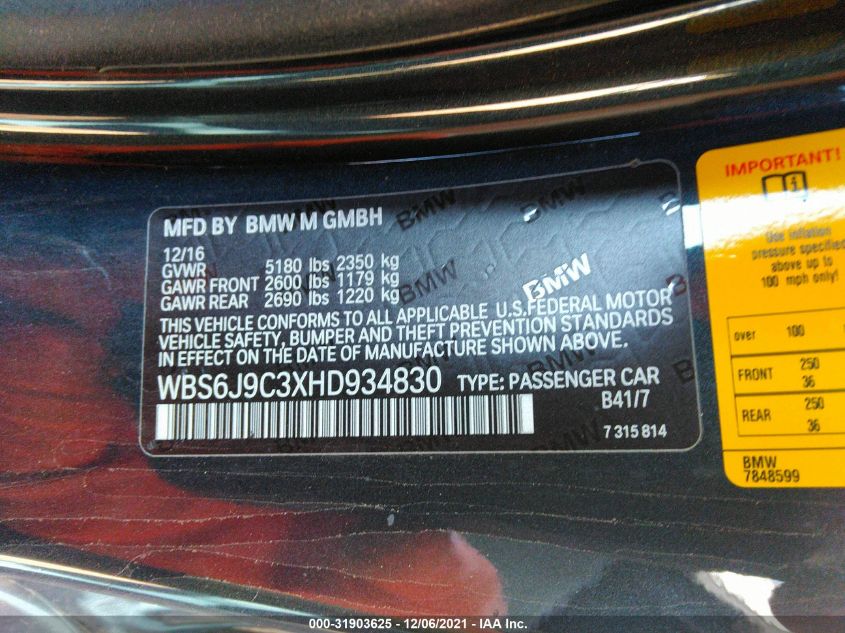 MFD BY BMW M GMBH
12/16
GVWR 5180 lbs 2350 kg
GAWR FRONT 2600 lbs 1179 kg
GAWR REAR 2690 lbs 1220 kg
THIS VEHICLE CONFORMS TO ALL APPLICABLE U.S.FEDERAL MOTOR
VEHICLE SAFETY, BUMPER AND THEFT PREVENTION STANDARDS
IN EFFECT ON THE DATE OF MANUFACTURE SHOWN ABOVE.
WBS6J9C3XHD934830 TYPE: PASSENGER CAR
B41/7
7 315 814
BMW
BMW
BMW
IMPORTANT!
Use inflation
pressure specified
above up to
100 mph only!
over 100
FRONT 250
36
REAR 250
36
BMW
7848599
000-31903625 - 12/06/2021 - IAA Inc.